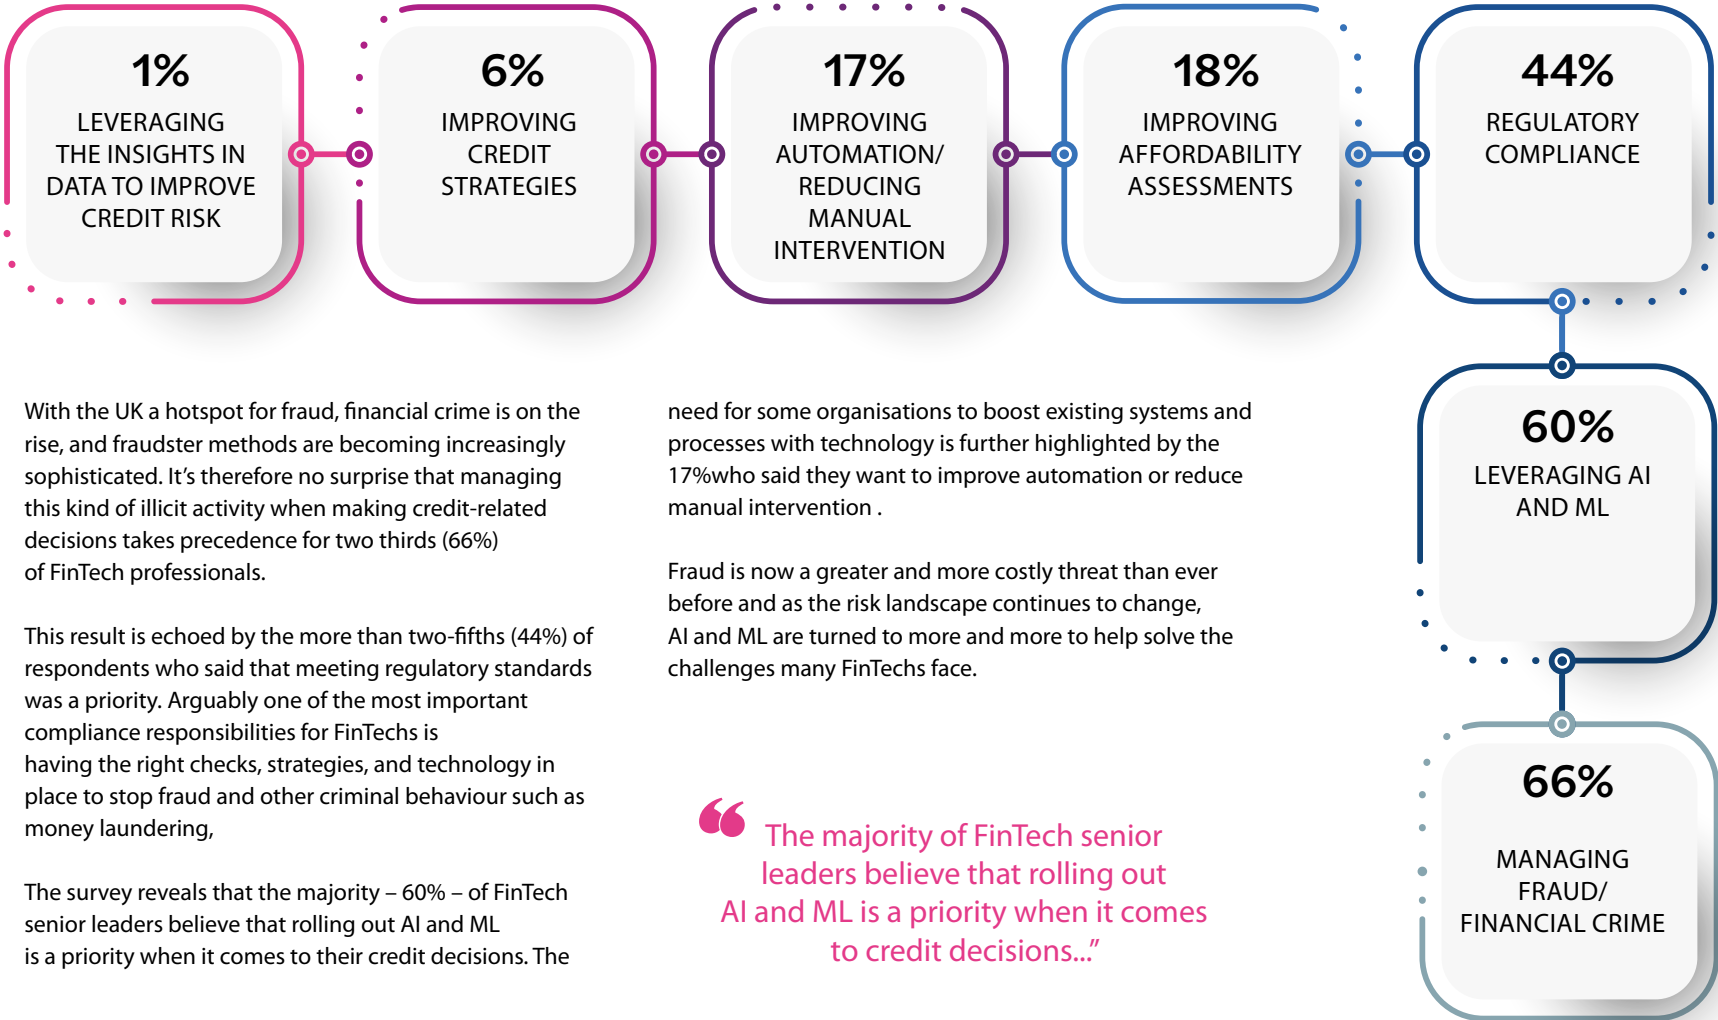 1%
LEVERAGING
THE INSIGHTS IN
DATA TO IMPROVE
CREDIT RISK
6%
IMPROVING
CREDIT
STRATEGIES
17%
IMPROVING
AUTOMATION/
REDUCING
MANUAL
INTERVENTION
18%
IMPROVING
AFFORDABILITY
ASSESSMENTS
44%
REGULATORY
COMPLIANCE
60%
LEVERAGING AI
AND ML
66%
MANAGING
FRAUD/
FINANCIAL CRIME
With the UK a hotspot for fraud, financial crime is on the
rise, and fraudster methods are becoming increasingly
sophisticated. It’s therefore no surprise that managing
this kind of illicit activity when making credit-related
decisions takes precedence for two thirds (66%)
of FinTech professionals.
This result is echoed by the more than two-fifths (44%) of
respondents who said that meeting regulatory standards
was a priority. Arguably one of the most important
compliance responsibilities for FinTechs is
having the right checks, strategies, and technology in
place to stop fraud and other criminal behaviour such as
money laundering,
The survey reveals that the majority – 60% – of FinTech
senior leaders believe that rolling out AI and ML
is a priority when it comes to their credit decisions. The
need for some organisations to boost existing systems and
processes with technology is further highlighted by the
17%who said they want to improve automation or reduce
manual intervention .
Fraud is now a greater and more costly threat than ever
before and as the risk landscape continues to change,
AI and ML are turned to more and more to help solve the
challenges many FinTechs face.
“ The majority of FinTech senior
leaders believe that rolling out
AI and ML is a priority when it comes
to credit decisions...”